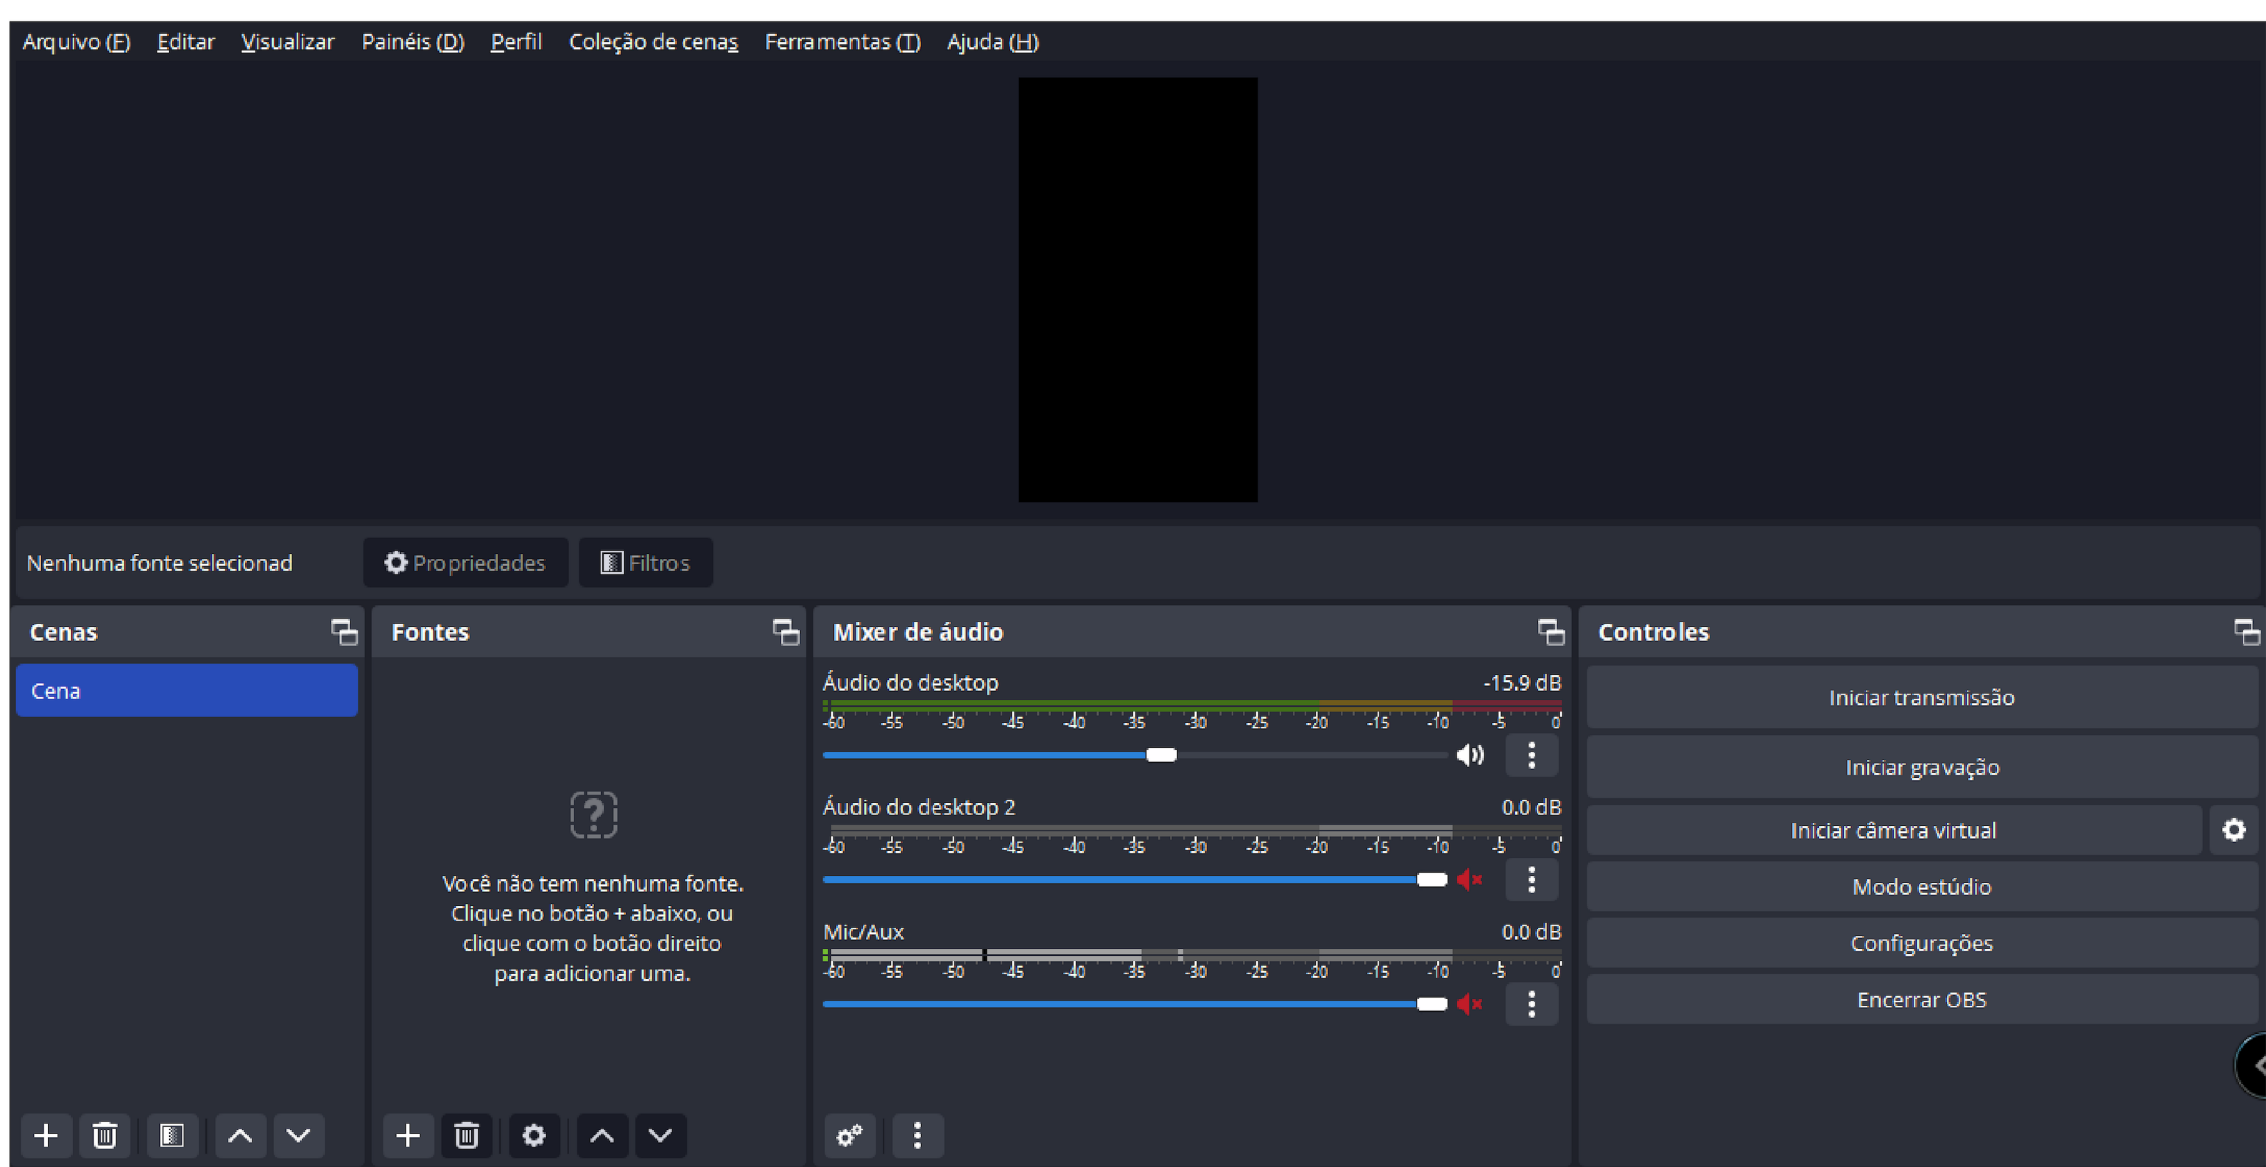 Arquivo (F) Editar Visualizar Painéis (D) Perfil Coleção de cenas Ferramentas (T) Ajuda (H)
Nenhuma fonte selecionad Propriedades Filtros
Cenas
Cena
Fontes
Você não tem nenhuma fonte.
Clique no botão + abaixo, ou
clique com o botão direito
para adicionar uma.
Mixer de áudio
Áudio do desktop -15.9 dB
-60 -55 -50 -45 -40 -35 -30 -25 -20 -15 -10 -5 0
Áudio do desktop 2 0.0 dB
-60 -55 -50 -45 -40 -35 -30 -25 -20 -15 -10 -5 0
Mic/Aux 0.0 dB
-60 -55 -50 -45 -40 -35 -30 -25 -20 -15 -10 -5 0
Controles
Iniciar transmissão
Iniciar gravação
Iniciar câmera virtual
Modo estúdio
Configurações
Encerrar OBS